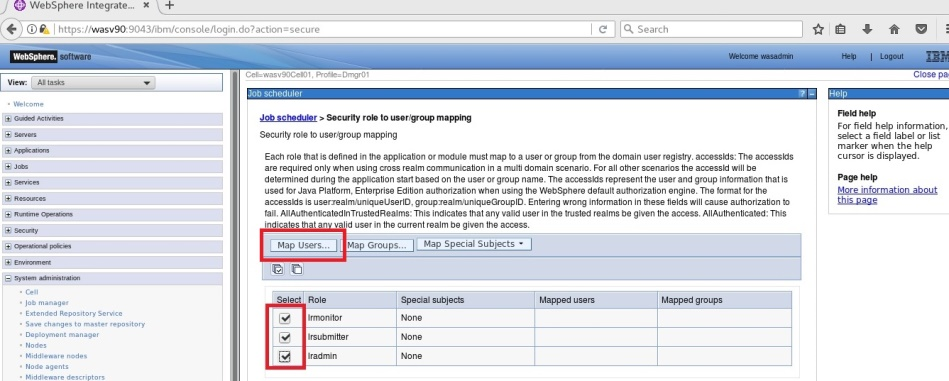 WebSphere Integrate...
https://wasv90:9043/ibm/console/login.do?action=secure
Search
WebSphere. software
Welcome wasadmin
Help | Logout
IBM
View: All tasks
Cell=wasv90Cell01, Profile=Dmgr01
Close pa
Welcome
Guided Activities
Servers
Applications
Jobs
Services
Resources
Runtime Operations
Security
Operational policies
Environment
System administration
Cell
Job manager
Extended Repository Service
Save changes to master repository
Deployment manager
Nodes
Middleware nodes
Node agents
Middleware descriptors
Job scheduler
Job scheduler > Security role to user/group mapping
Security role to user/group mapping
Each role that is defined in the application or module must map to a user or group from the domain user registry. accessIds: The accessIds
are required only when using cross realm communication in a multi domain scenario. For all other scenarios the accessId will be
determined during the application start based on the user or group name. The accessIds represent the user and group information that is
used for Java Platform, Enterprise Edition authorization when using the WebSphere default authorization engine. The format for the
accessIds is user:realm/uniqueUserID, group:realm/uniqueGroupID. Entering wrong information in these fields will cause authorization to
fail. AllAuthenticatedInTrustedRealms: This indicates that any valid user in the trusted realms be given the access. AllAuthenticated: This
indicates that any valid user in the current realm be given the access.
Map Users... Map Groups... Map Special Subjects
Select Role Special subjects Mapped users Mapped groups
lrmonitor None
lrsubmitter None
lradmin None
Help
Field help
For field help information,
select a field label or list
marker when the help
cursor is displayed.
Page help
More information about
this page